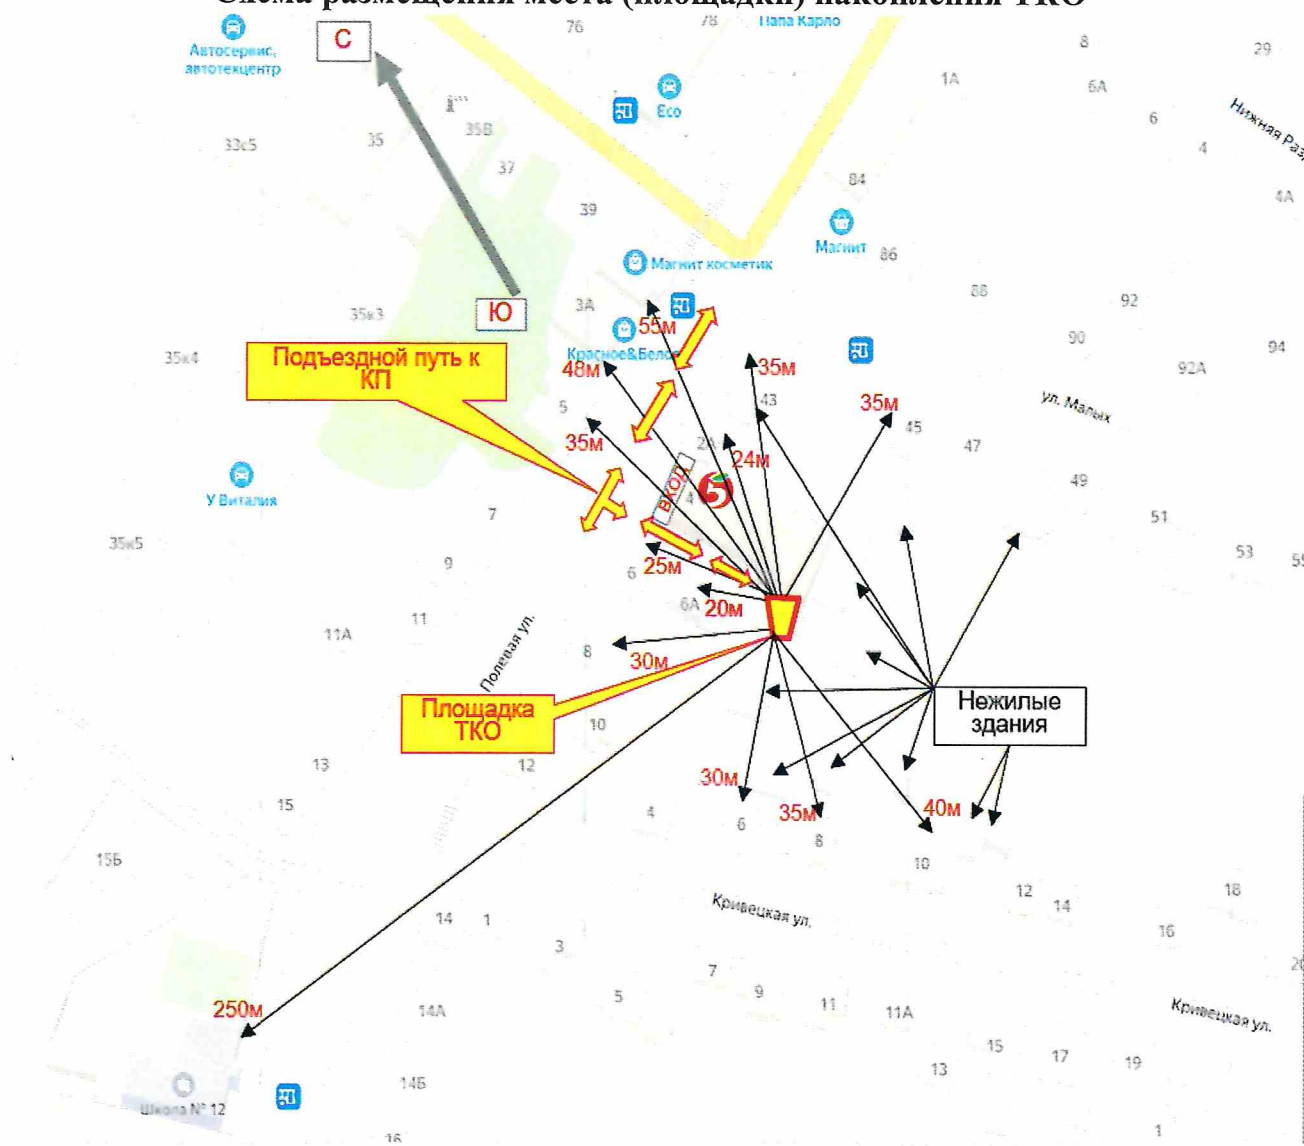 Схема размещения места (площадки) накопления ТКО
76
78
Папа Карло
С
8
29
Автосервис,
автотехцентр
1А
6А
Eco
6
Нижняя Раз
35В
35
33с5
4
37
84
4А
39
Магнит
86
Магнит косметик
88
92
3А
35к3
Ю
55м
90
94
Красное&Белое
35к4
Подъездной путь к
КП
48м
35м
92А
43
35м
ул. Малых
5
45
35м
2А
47
24м
49
ВХОД
4
5
У Виталия
7
51
35к5
53
55
9
25м
6
6А
20м
11
11А
Полевая ул.
8
30м
Нежилые
здания
Площадка
ТКО
10
13
12
30м
15
4
6
35м
40м
8
15Б
10
18
12
14
Кривецкая ул.
14
1
16
3
7
20
5
9
11
11А
250м
14А
Кривецкая ул.
15
17
19
13
14Б
Школа № 12
1
16